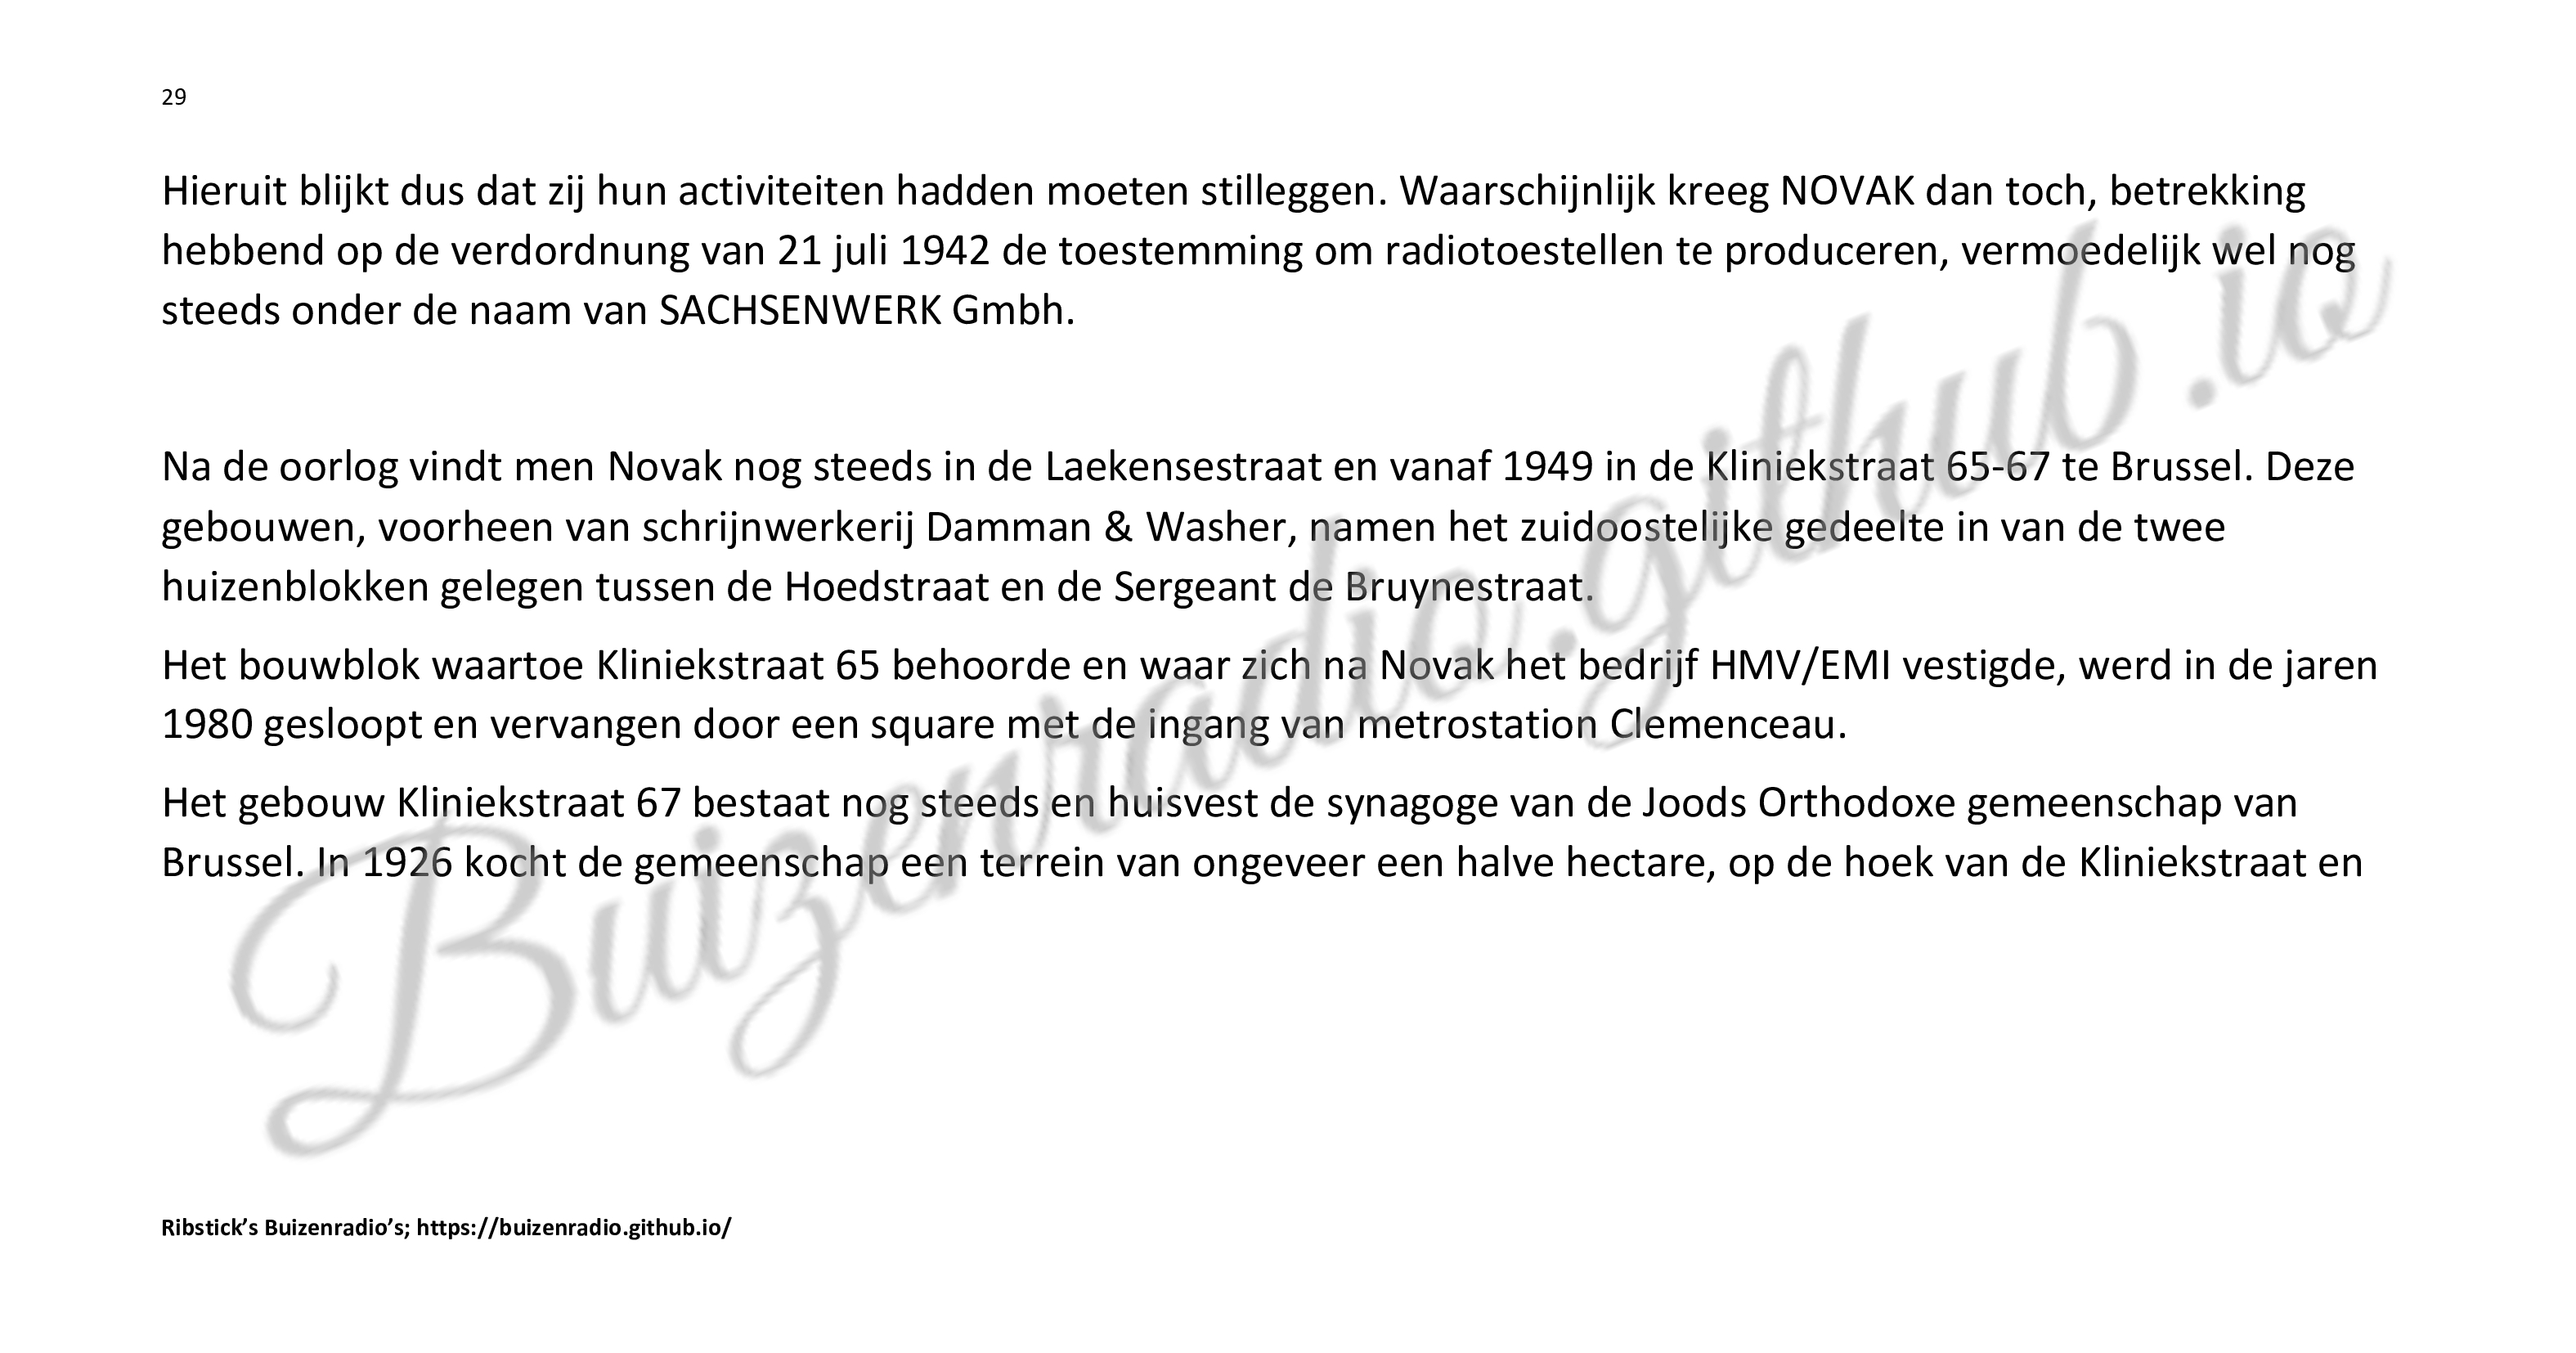 29
Hieruit blijkt dus dat zij hun activiteiten hadden moeten stilleggen. Waarschijnlijk kreeg NOVAK dan toch, betrekking
hebbend op de verdordnung van 21 juli 1942 de toestemming om radiotoestellen te produceren, vermoedelijk wel nog
steeds onder de naam van SACHSENWERK Gmbh.
Na de oorlog vindt men Novak nog steeds in de Laekensestraat en vanaf 1949 in de Kliniekstraat 65-67 te Brussel. Deze
gebouwen, voorheen van schrijnwerkerij Damman & Washer, namen het zuidoostelijke gedeelte in van de twee
huizenblokken gelegen tussen de Hoedstraat en de Sergeant de Bruynestraat.
Het bouwblok waartoe Kliniekstraat 65 behoorde en waar zich na Novak het bedrijf HMV/EMI vestigde, werd in de jaren
1980 gesloopt en vervangen door een square met de ingang van metrostation Clemenceau.
Het gebouw Kliniekstraat 67 bestaat nog steeds en huisvest de synagoge van de Joods Orthodoxe gemeenschap van
Brussel. In 1926 kocht de gemeenschap een terrein van ongeveer een halve hectare, op de hoek van de Kliniekstraat en
Buizenradio.github.io
Ribstick’s Buizenradio’s; https://buizenradio.github.io/